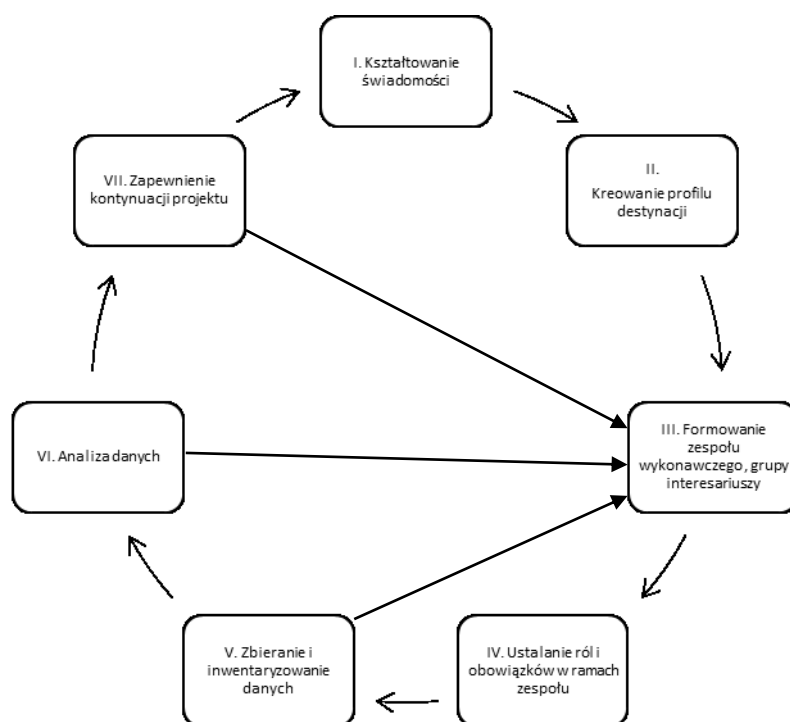 I. Kształtowanie
świadomości
II.
Kreowanie profilu
destynacji
III. Formowanie
zespołu
wykonawczego, grupy
interesariuszy
IV. Ustalanie ról i
obowiązków w ramach
zespołu
V. Zbieranie i
inwentaryzowanie
danych
VI. Analiza danych
VII. Zapewnienie
kontynuacji projektu